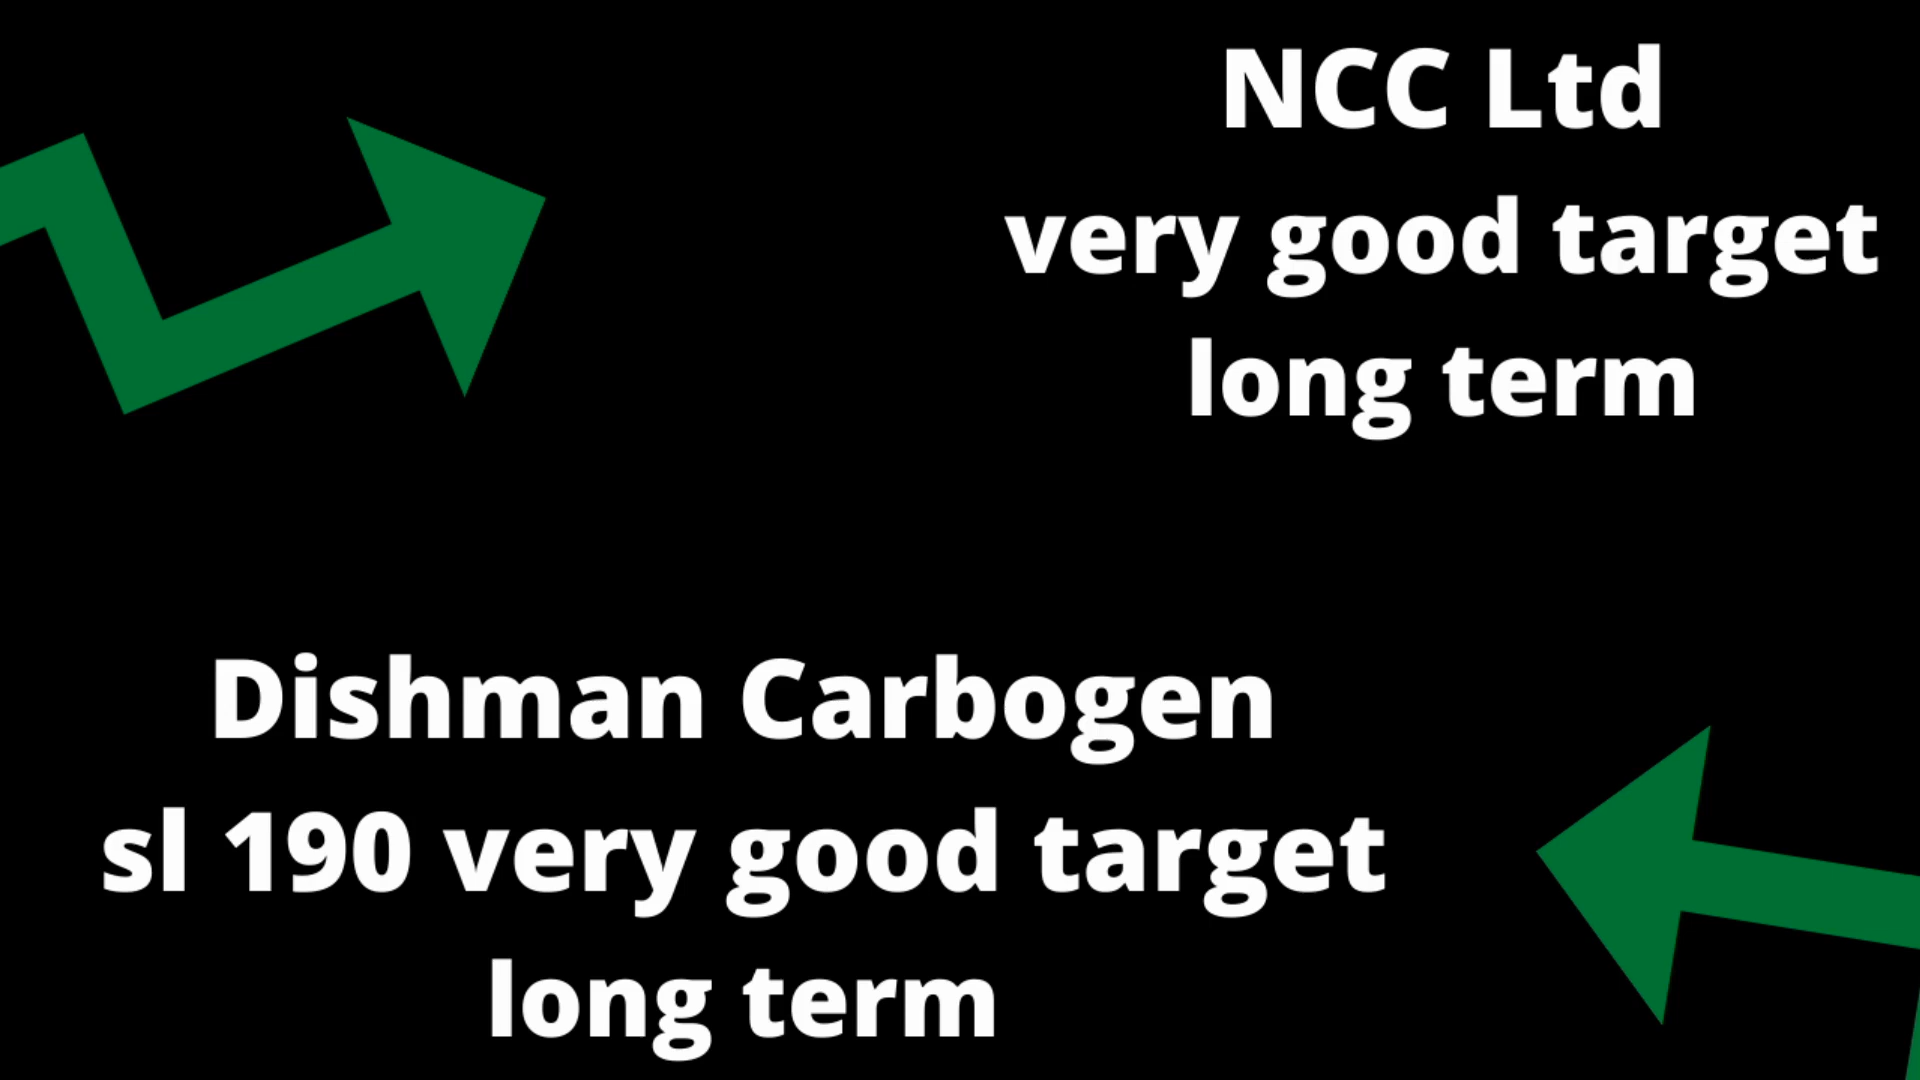 NCC Ltd
very good target
long term
Dishman Carbogen
sl 190 very good target
long term